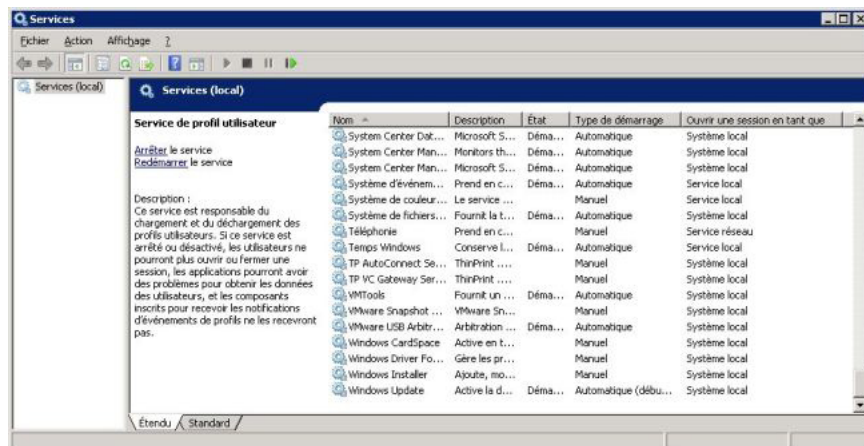 Services
Fichier Action Affichage ?
Services (local)
Services (local)
Service de profil utilisateur
Arrêter le service
Redémarrer le service
Description :
Ce service est responsable du
chargement et du déchargement des
profils utilisateurs. Si ce service est
arrêté ou désactivé, les utilisateurs ne
pourront plus ouvrir ou fermer une
session, les applications pourront avoir
des problèmes pour obtenir les données
des utilisateurs, et les composants
inscrits pour recevoir les notifications
d'événements de profils ne les recevront
pas.
Nom Description État Type de démarrage Ouvrir une session en tant que
System Center Dat... Microsoft S... Déma... Automatique Système local
System Center Man... Monitors th... Déma... Automatique Système local
System Center Man... Microsoft S... Déma... Automatique Système local
Système d'événem... Prend en c... Déma... Automatique Service local
Système de couleur... Le service ... Manuel Service local
Système de fichiers... Fournit la t... Déma... Automatique Système local
Téléphonie Prend en c... Manuel Service réseau
Temps Windows Conserve l... Déma... Automatique Service local
TP AutoConnect Se... ThinPrint .... Manuel Système local
TP VC Gateway Ser... ThinPrint .... Manuel Système local
VMTools Fournit un ... Déma... Automatique Système local
VMware Snapshot ... VMware Sn... Manuel Système local
VMware USB Arbitr... Arbitration ... Déma... Automatique Système local
Windows CardSpace Active en t... Manuel Système local
Windows Driver Fo... Gère les pr... Manuel Système local
Windows Installer Ajoute, mo... Manuel Système local
Windows Update Active la d... Déma... Automatique (débu... Système local
Étendu Standard